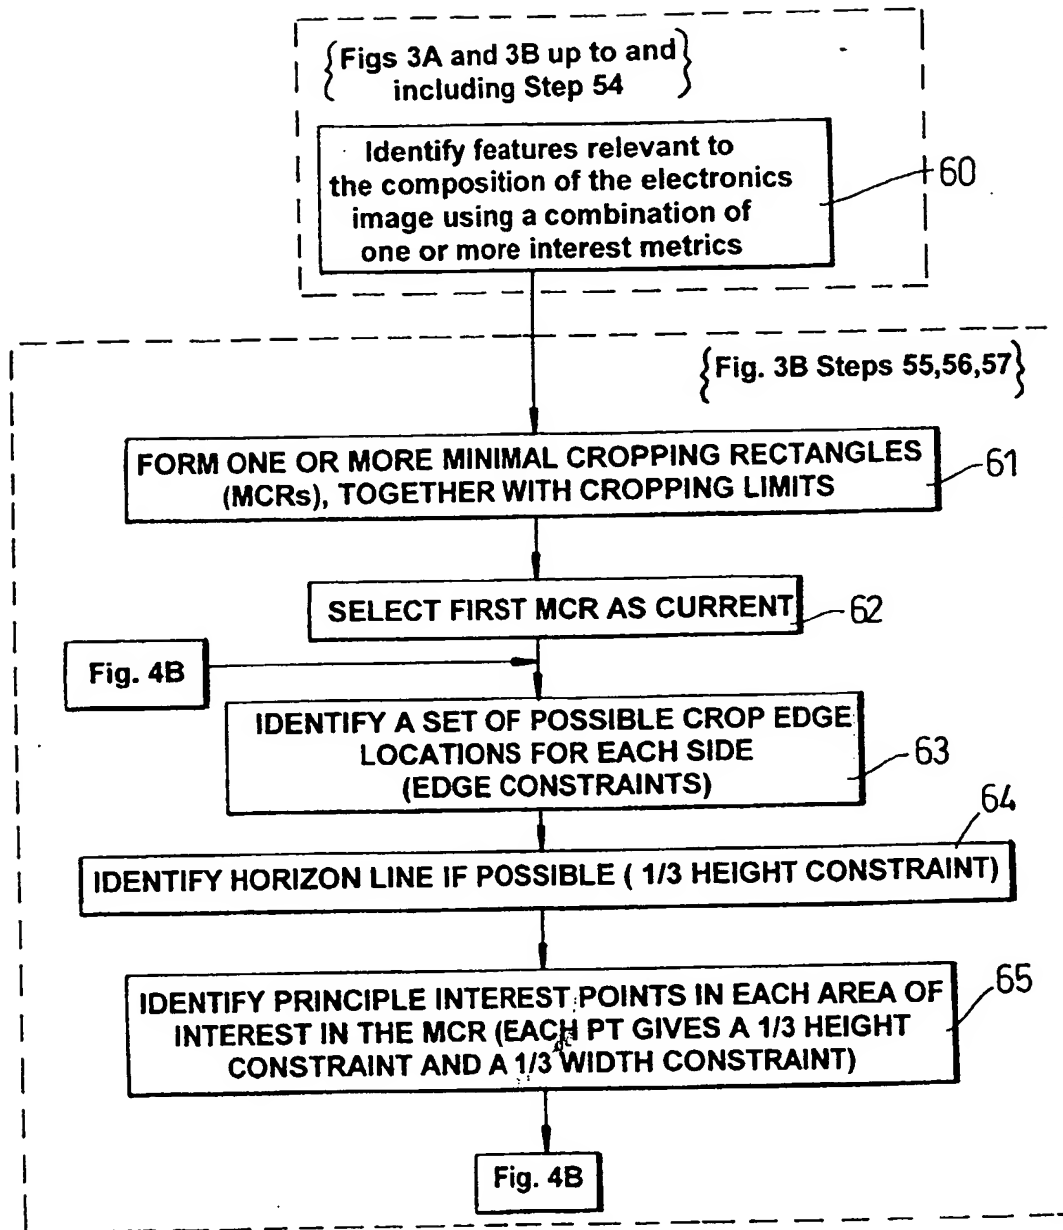 {Figs 3A and 3B up to and
including Step 54}
Identify features relevant to
the composition of the electronics
image using a combination of
one or more interest metrics
60
{Fig. 3B Steps 55,56,57}
FORM ONE OR MORE MINIMAL CROPPING RECTANGLES
(MCRs), TOGETHER WITH CROPPING LIMITS
61
SELECT FIRST MCR AS CURRENT
62
Fig. 4B
IDENTIFY A SET OF POSSIBLE CROP EDGE
LOCATIONS FOR EACH SIDE
(EDGE CONSTRAINTS)
63
64
IDENTIFY HORIZON LINE IF POSSIBLE ( 1/3 HEIGHT CONSTRAINT)
65
IDENTIFY PRINCIPLE INTEREST POINTS IN EACH AREA OF
INTEREST IN THE MCR (EACH PT GIVES A 1/3 HEIGHT
CONSTRAINT AND A 1/3 WIDTH CONSTRAINT)
Fig. 4B